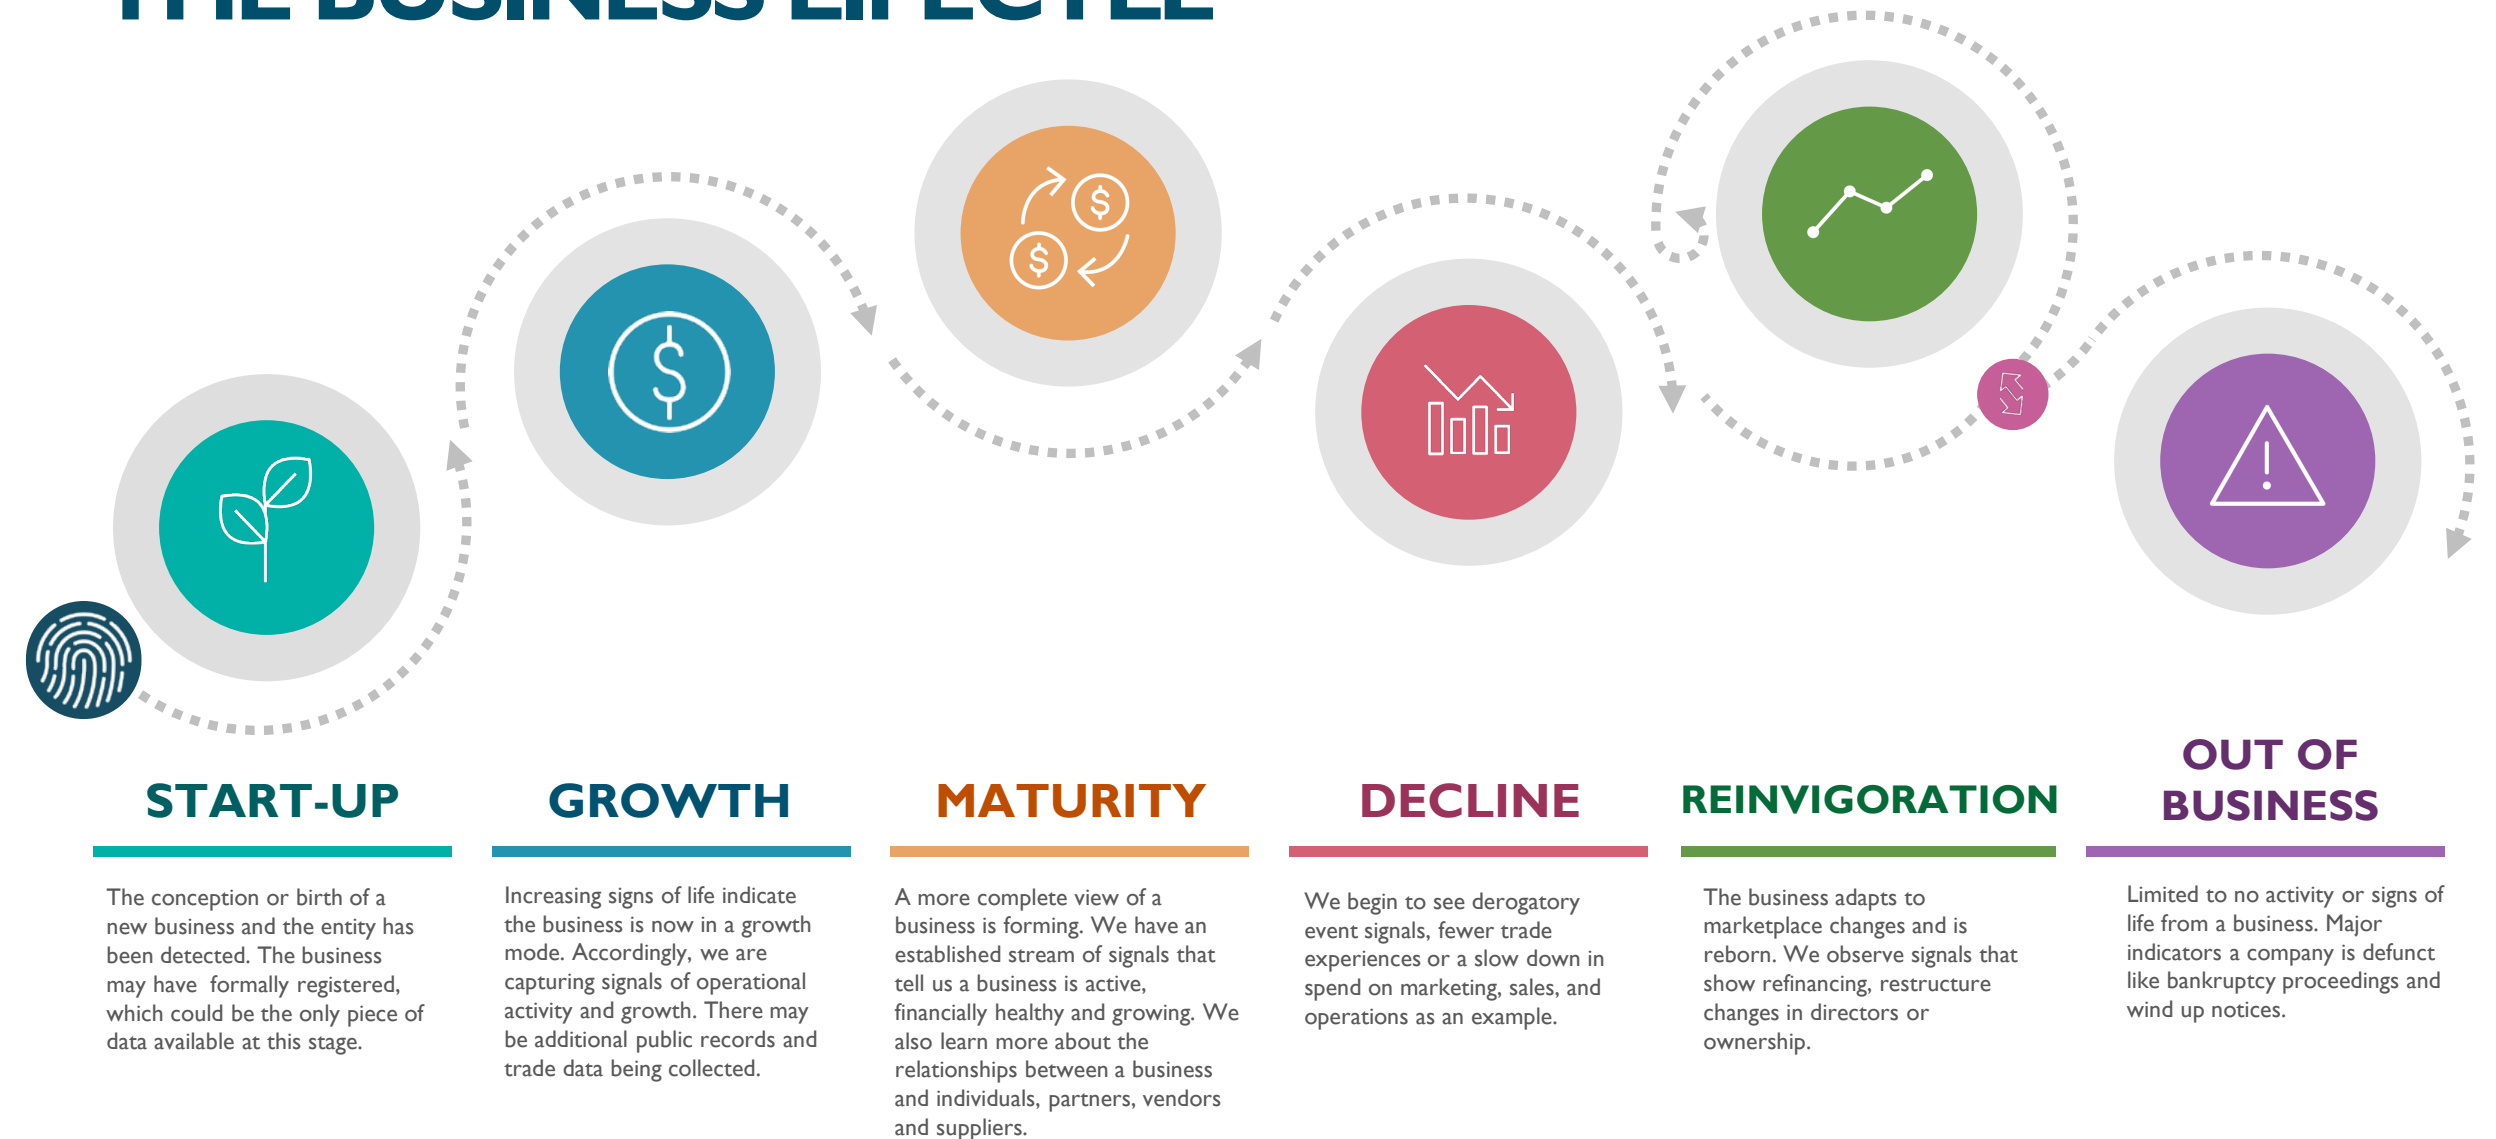 THE BUSINESS LIFECYCLE
START-UP
The conception or birth of a
new business and the entity has
been detected. The business
may have  formally registered,
which could be the only piece of
data available at this stage.
GROWTH
Increasing signs of life indicate
the business is now in a growth
mode. Accordingly, we are
capturing signals of operational
activity and growth. There may
be additional public records and
trade data being collected.
MATURITY
A more complete view of a
business is forming. We have an
established stream of signals that
tell us a business is active,
financially healthy and growing. We
also learn more about the
relationships between a business
and individuals, partners, vendors
and suppliers.
DECLINE
We begin to see derogatory
event signals, fewer trade
experiences or a slow down in
spend on marketing, sales, and
operations as an example.
REINVIGORATION
The business adapts to
marketplace changes and is
reborn. We observe signals that
show refinancing, restructure
changes in directors or
ownership.
OUT OF
BUSINESS
Limited to no activity or signs of
life from a business. Major
indicators a company is defunct
like bankruptcy proceedings and
wind up notices.